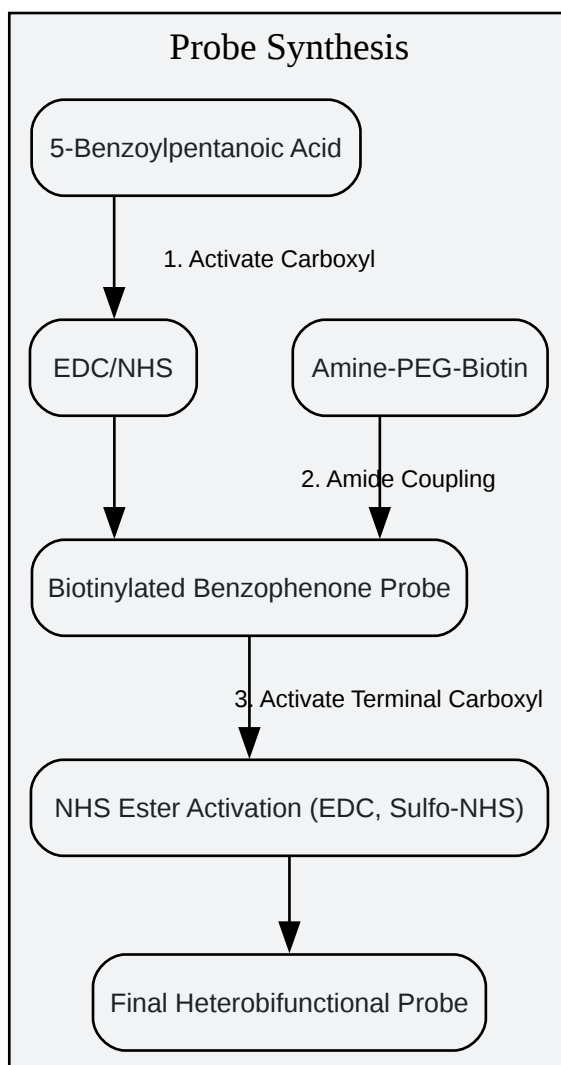 Probe Synthesis
5-Benzoylpentanoic Acid
1. Activate Carboxyl
EDC/NHS
Amine-PEG-Biotin
2. Amide Coupling
Biotinylated Benzophenone Probe
3. Activate Terminal Carboxyl
NHS Ester Activation (EDC, Sulfo-NHS)
Final Heterobifunctional Probe